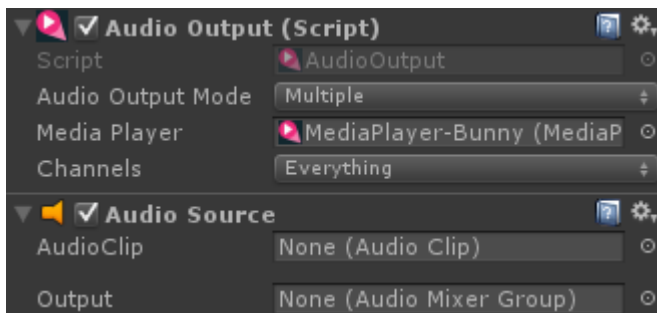 Audio Output (Script)
Script AudioOutput
Audio Output Mode Multiple
Media Player MediaPlayer-Bunny (MediaP
Channels Everything
Audio Source
AudioClip None (Audio Clip)
Output None (Audio Mixer Group)